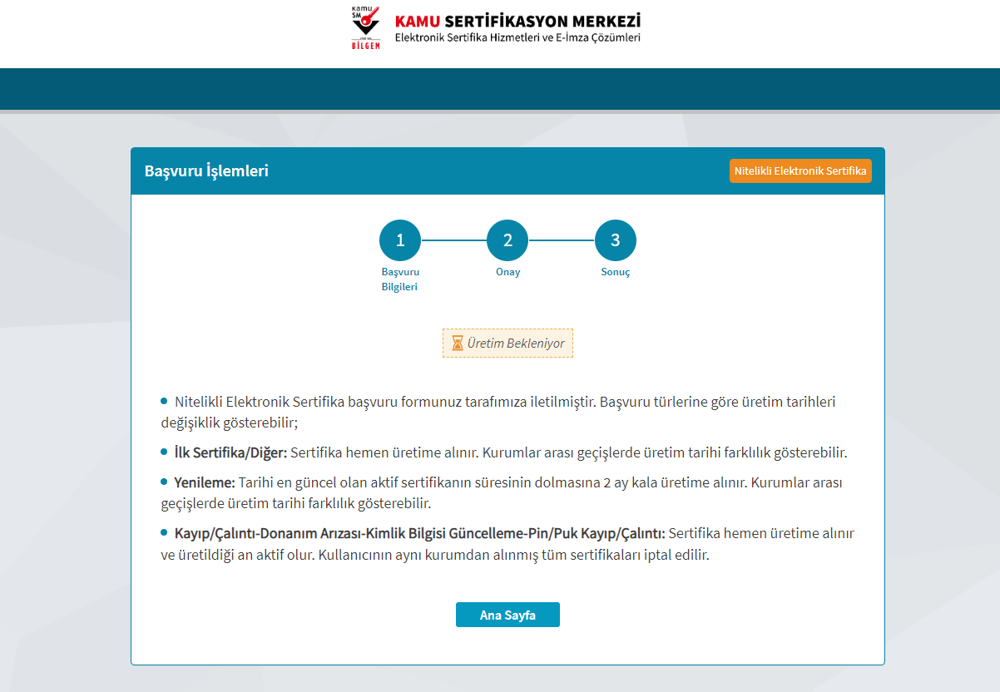 kamu
SM
BİLGEM
KAMU SERTİFİKASYON MERKEZİ
Elektronik Sertifika Hizmetleri ve E-İmza Çözümleri
Başvuru İşlemleri
Nitelikli Elektronik Sertifika
1
2
3
Başvuru
Bilgileri
Onay
Sonuç
Üretim Bekleniyor
Nitelikli Elektronik Sertifika başvuru formunuz tarafımıza iletilmiştir. Başvuru türlerine göre üretim tarihleri
değişiklik gösterebilir;
İlk Sertifika/Diğer: Sertifika hemen üretime alınır. Kurumlar arası geçişlerde üretim tarihi farklılık gösterebilir.
Yenileme: Tarihi en güncel olan aktif sertifikanın süresinin dolmasına 2 ay kala üretime alınır. Kurumlar arası
geçişlerde üretim tarihi farklılık gösterebilir.
Kayıp/Çalıntı-Donanım Arızası-Kimlik Bilgisi Güncelleme-Pin/Puk Kayıp/Çalıntı: Sertifika hemen üretime alınır
ve üretildiği an aktif olur. Kullanıcının aynı kurumdan alınmış tüm sertifikaları iptal edilir.
Ana Sayfa